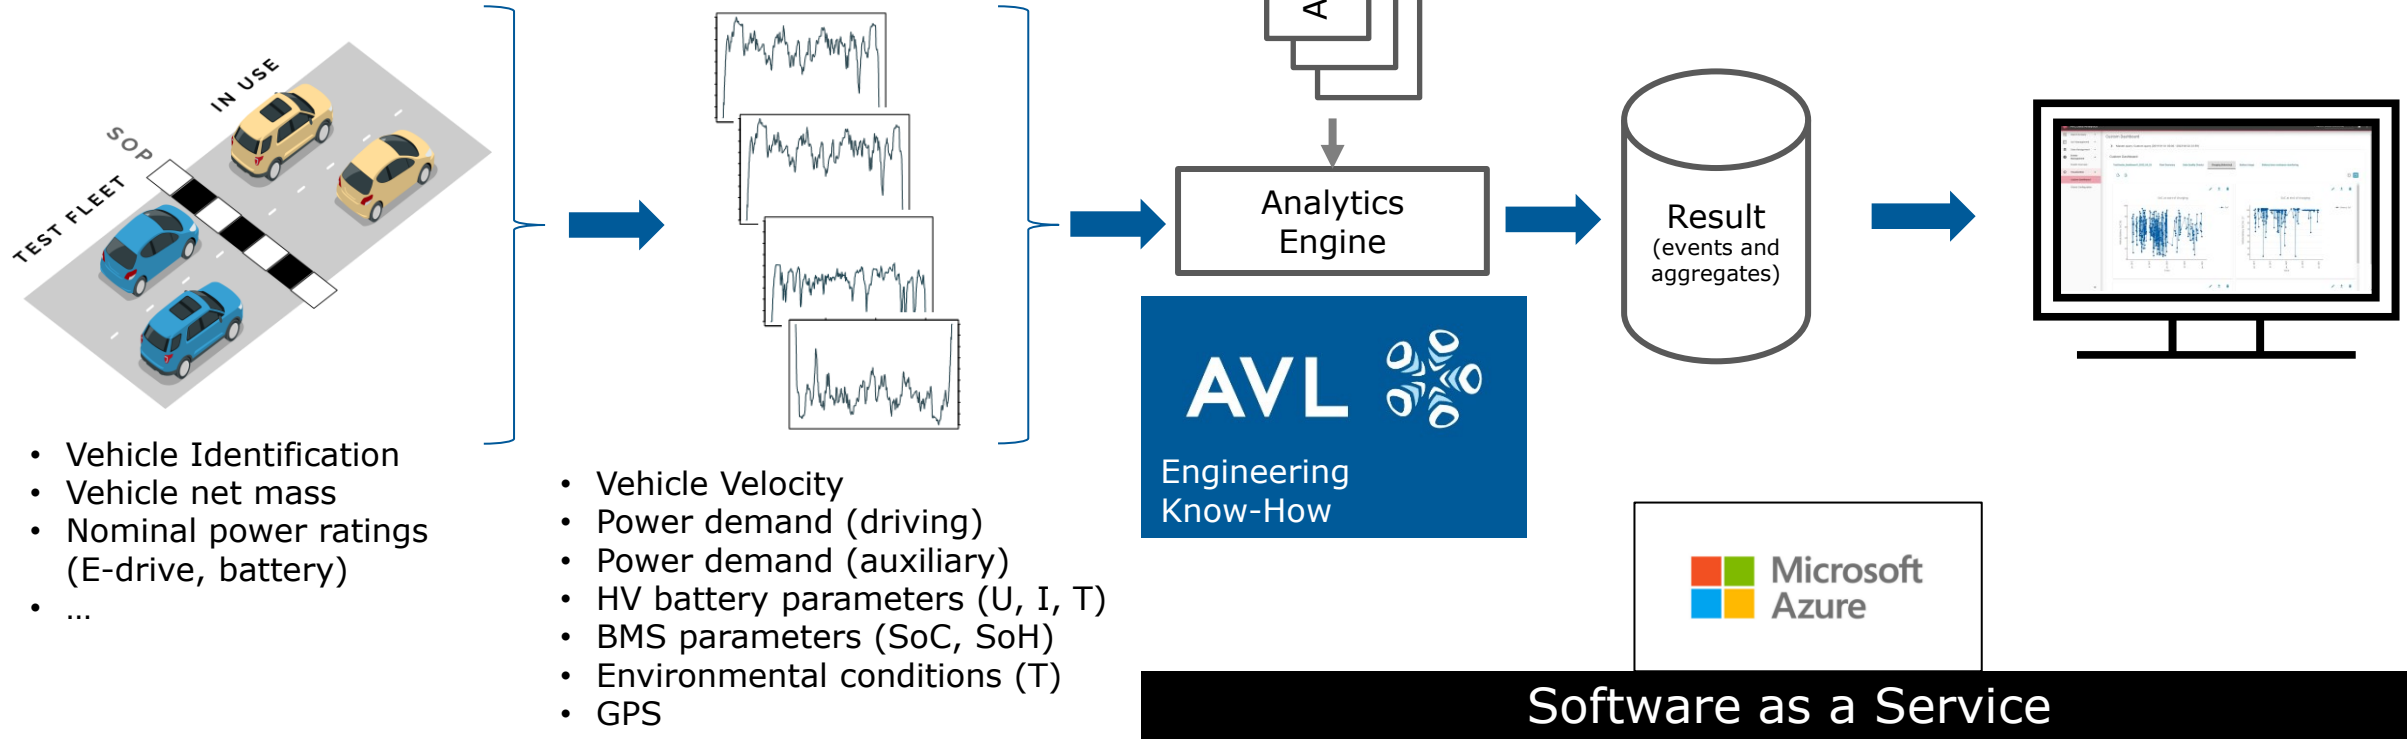 IN USE
SOP
TEST FLEET
• Vehicle Identification
• Vehicle net mass
• Nominal power ratings
(E-drive, battery)
• ...
• Vehicle Velocity
• Power demand (driving)
• Power demand (auxiliary)
• HV battery parameters (U, I, T)
• BMS parameters (SoC, SoH)
• Environmental conditions (T)
• GPS
A
Analytics
Engine
AVL
Engineering
Know-How
Result
(events and
aggregates)
Microsoft
Azure
Software as a Service